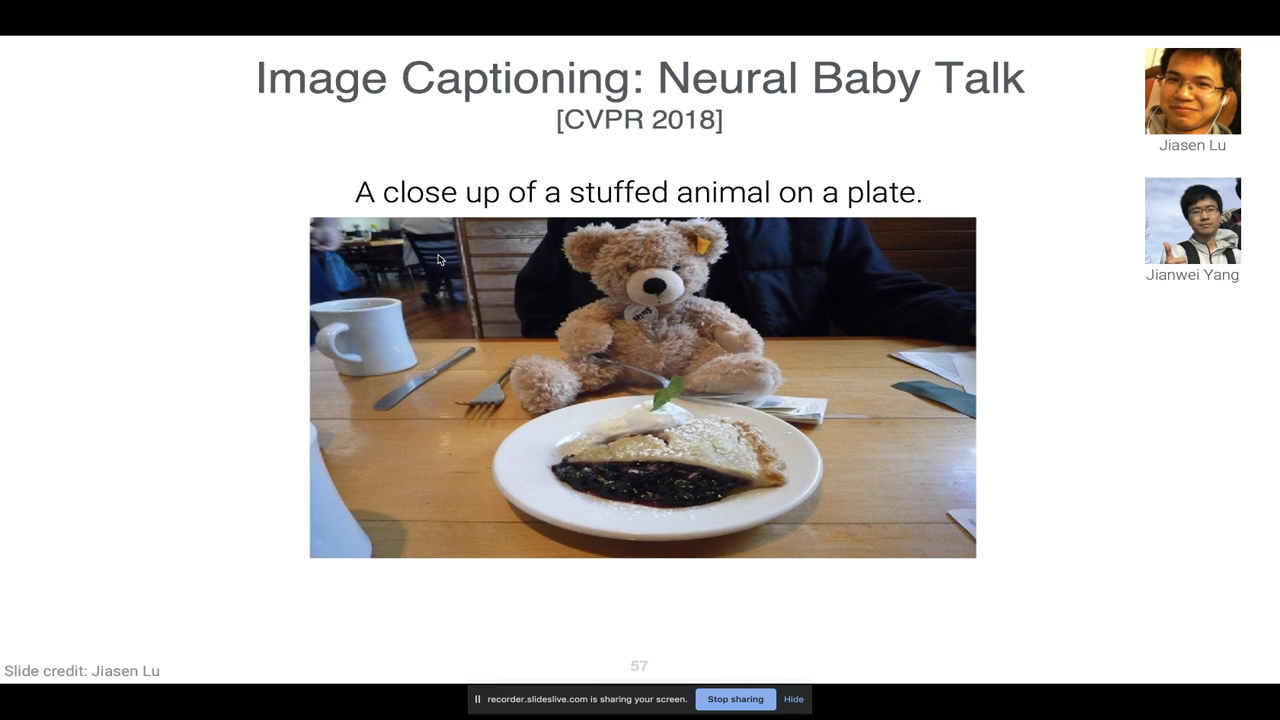 Image Captioning: Neural Baby Talk
[CVPR 2018]
Jiasen Lu
Jianwei Yang
A close up of a stuffed animal on a plate.
Slide credit: Jiasen Lu
57
recorder.slideslive.com is sharing your screen.
Stop sharing
Hide